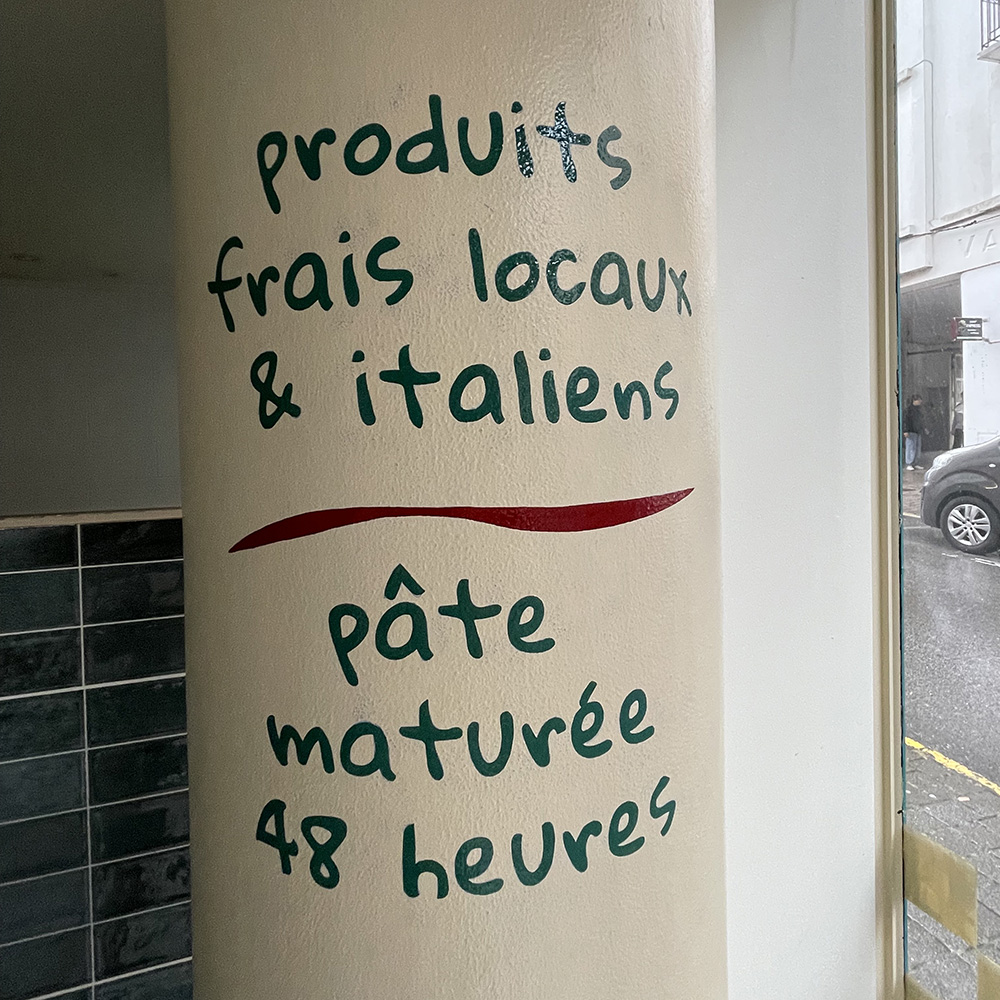 produits
frais locaux
& italiens
pâte
maturée
48 heures